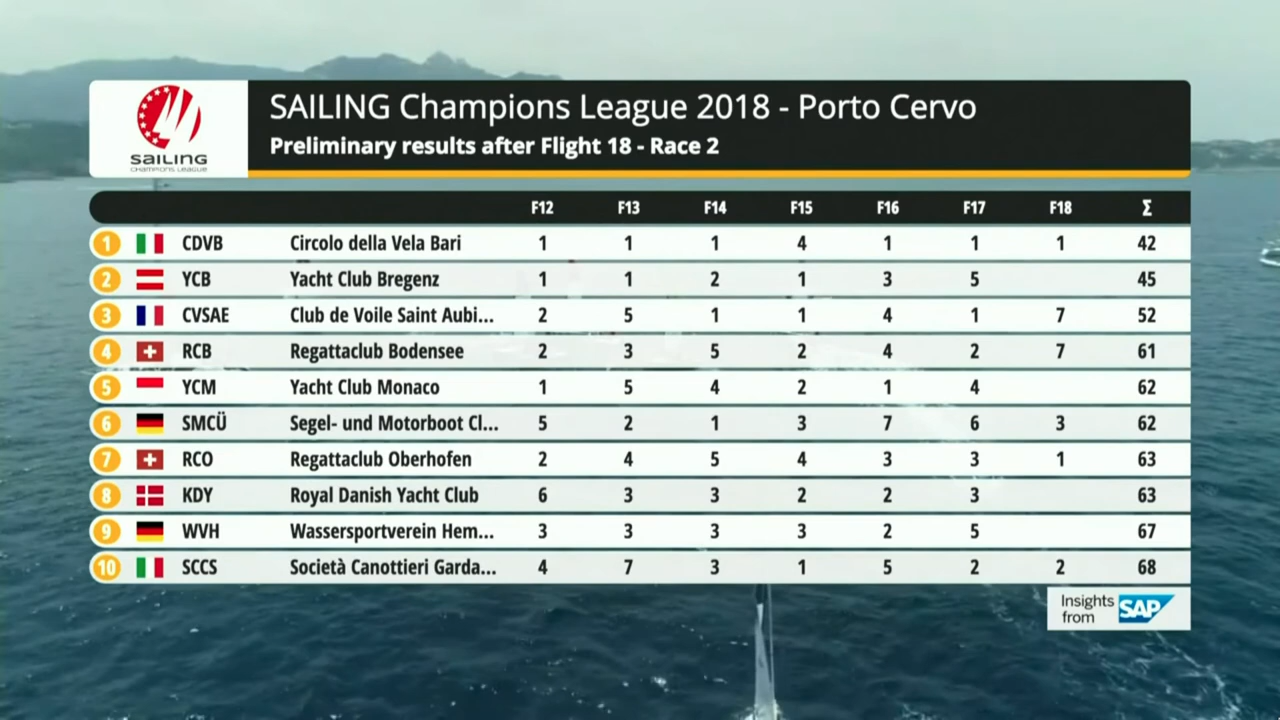 SAILING Champions League 2018 - Porto Cervo
Preliminary results after Flight 18 - Race 2
SAILING
CHAMPIONS LEAGUE
F12 F13 F14 F15 F16 F17 F18 Σ
1 CDVB Circolo della Vela Bari 1 1 1 4 1 1 1 42
2 YCB Yacht Club Bregenz 1 1 2 1 3 5 45
3 CVSAE Club de Voile Saint Aubi... 2 5 1 1 4 1 7 52
4 RCB Regattaclub Bodensee 2 3 5 2 4 2 7 61
5 YCM Yacht Club Monaco 1 5 4 2 1 4 62
6 SMCÜ Segel- und Motorboot Cl... 5 2 1 3 7 6 3 62
7 RCO Regattaclub Oberhofen 2 4 5 4 3 3 1 63
8 KDY Royal Danish Yacht Club 6 3 3 2 2 3 63
9 WVH Wassersportverein Hem... 3 3 3 3 2 5 67
10 SCCS Società Canottieri Garda... 4 7 3 1 5 2 2 68
Insights from SAP